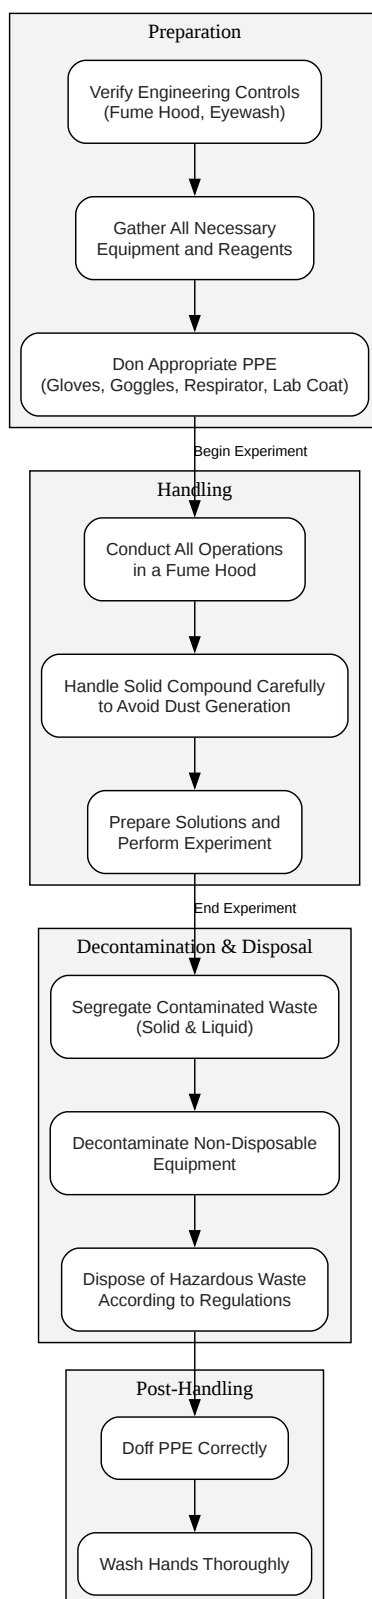 Preparation
Verify Engineering Controls
(Fume Hood, Eyewash)
Gather All Necessary
Equipment and Reagents
Don Appropriate PPE
(Gloves, Goggles, Respirator, Lab Coat)
Begin Experiment
Handling
Conduct All Operations
in a Fume Hood
Handle Solid Compound Carefully
to Avoid Dust Generation
Prepare Solutions and
Perform Experiment
End Experiment
Decontamination & Disposal
Segregate Contaminated Waste
(Solid & Liquid)
Decontaminate Non-Disposable
Equipment
Dispose of Hazardous Waste
According to Regulations
Post-Handling
Doff PPE Correctly
Wash Hands Thoroughly